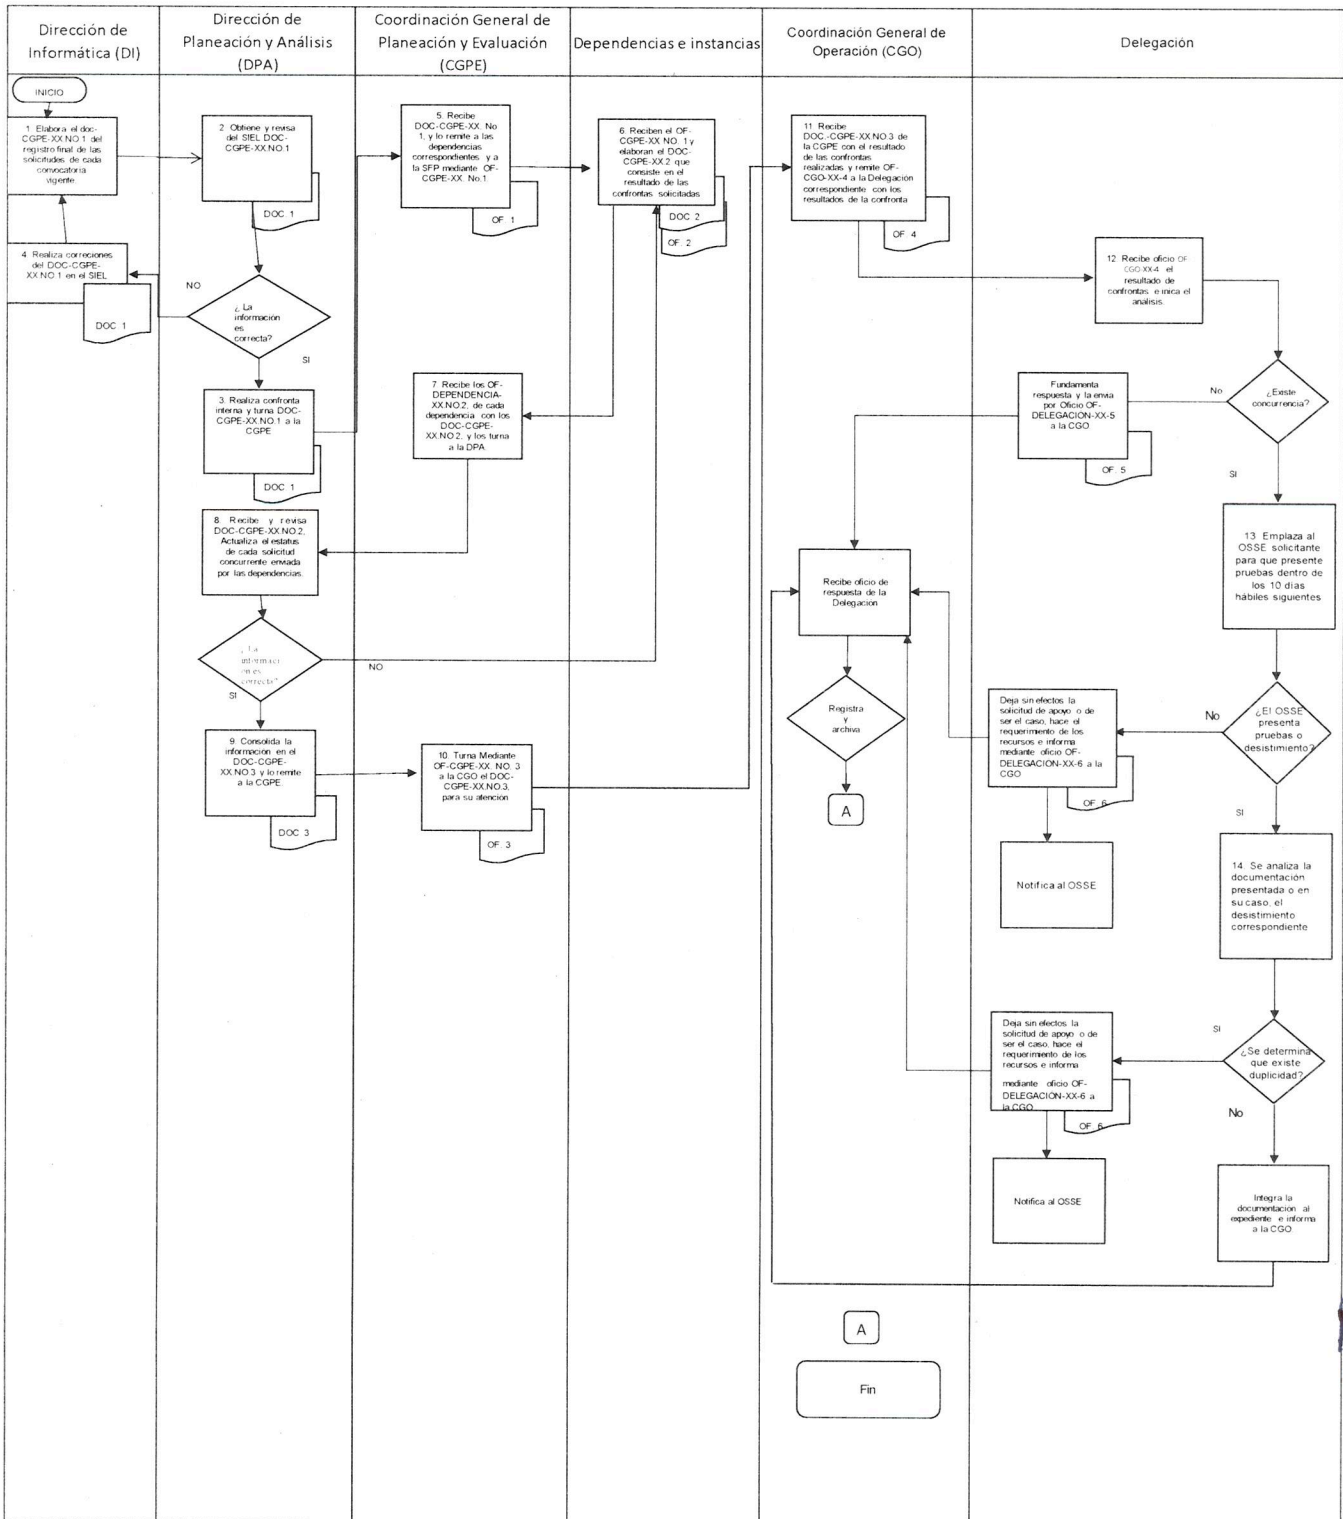 Dirección de
Informática (DI)
Dirección de
Planeación y Análisis
(DPA)
Coordinación General de
Planeación y Evaluación
(CGPE)
Dependencias e instancias
Coordinación General de
Operación (CGO)
Delegación
INICIO
1. Elabora el doc-
CGPE-XX.NO.1 del
registro final de las
solicitudes de cada
convocatoria
vigente.
4. Realiza correciones
del DOC-CGPE-
XX.NO.1 en el SIEL
DOC. 1
2 Obtiene y revisa
del SIEL DOC-
CGPE-XX.NO.1
DOC. 1
NO
¿ La
información
es
correcta?
SI
3. Realiza confronta
interna y turna DOC-
CGPE-XX.NO.1 a la
CGPE
DOC. 1
8. Recibe y revisa
DOC-CGPE-XX.NO.2,
Actualiza el estatus
de cada solicitud
concurrente enviada
por las dependencias.
¿ La
informaci
ón es
correcta?
NO
SI
9. Consolida la
información en el
DOC-CGPE-
XX.NO.3 y lo remite
a la CGPE.
DOC 3
5. Recibe
DOC-CGPE-XX. No
1, y lo remite a las
dependencias
correspondientes y a
la SFP mediante OF-
CGPE-XX. No.1.
OF. 1
7. Recibe los OF-
DEPENDENCIA-
XX.NO.2, de cada
dependencia con los
DOC-CGPE-
XX.NO.2, y los turna
a la DPA
10. Turna Mediante
OF-CGPE-XX. NO. 3
a la CGO el DOC-
CGPE-XX.NO.3,
para su atención
OF. 3
6. Reciben el OF-
CGPE-XX NO. 1 y
elaboran el DOC-
CGPE-XX.2 que
consiste en el
resultado de las
confrontas solicitadas
DOC. 2
OF. 2
11. Recibe
DOC.-CGPE-XX.NO.3 de
la CGPE con el resultado
de las confrontas
realizadas y remite OF-
CGO-XX-4 a la Delegación
correspondiente con los
resultados de la confronta
OF. 4
Recibe oficio de
respuesta de la
Delegación
Registra
y
archiva
A
12. Recibe oficio OF
CGO-XX-4 el
resultado de
confrontas e inica el
análisis.
¿Existe
concurrencia?
No
SI
Fundamenta
respuesta y la envia
por Oficio OF-
DELEGACION-XX-5
a la CGO
OF. 5
13 Emplaza al
OSSE solicitante
para que presente
pruebas dentro de
los 10 días
hábiles siguientes
¿El OSSE
presenta
pruebas o
desistimiento?
No
SI
Deja sin efectos la
solicitud de apoyo o de
ser el caso, hace el
requerimiento de los
recursos e informa
mediante oficio OF-
DELEGACION-XX-6 a la
CGO
OF. 6
Notifica al OSSE
14. Se analiza la
documentación
presentada o en
su caso, el
desistimiento
correspondiente
¿Se determina
que existe
duplicidad?
SI
No
Deja sin efectos la
solicitud de apoyo o de
ser el caso, hace el
requerimiento de los
recursos e informa
mediante oficio OF-
DELEGACION-XX-6 a
la CGO
OF. 6
Notifica al OSSE
Integra la
documentación al
expediente e informa
a la CGO
A
Fin